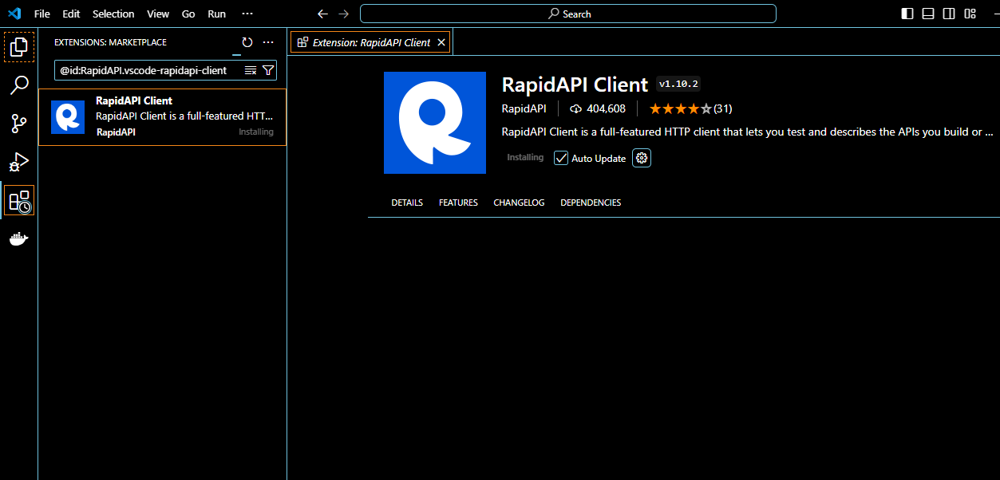 File Edit Selection View Go Run ···
Search
EXTENSIONS: MARKETPLACE
@id:RapidAPI.vscode-rapidapi-client
RapidAPI Client
RapidAPI Client is a full-featured HTT...
RapidAPI Installing
Extension: RapidAPI Client
RapidAPI Client v1.10.2
RapidAPI 404,608 (31)
RapidAPI Client is a full-featured HTTP client that lets you test and describes the APIs you build or ...
Installing Auto Update
DETAILS FEATURES CHANGELOG DEPENDENCIES